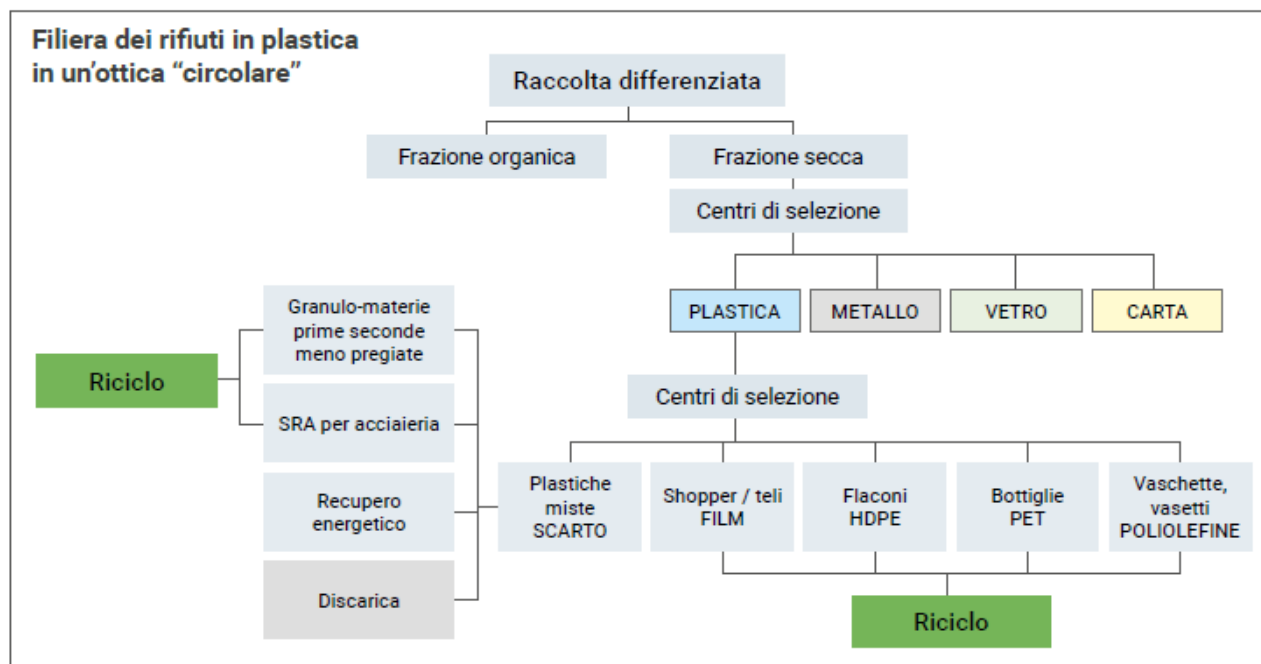 Filiera dei rifiuti in plastica
in un'ottica “circolare”
Raccolta differenziata
Frazione organica
Frazione secca
Centri di selezione
PLASTICA
METALLO
VETRO
CARTA
Centri di selezione
Granulo-materie
prime seconde
meno pregiate
Riciclo
SRA per acciaieria
Recupero
energetico
Discarica
Plastiche
miste
SCARTO
Shopper / teli
FILM
Flaconi
HDPE
Bottiglie
PET
Vaschette,
vasetti
POLIOLEFINE
Riciclo